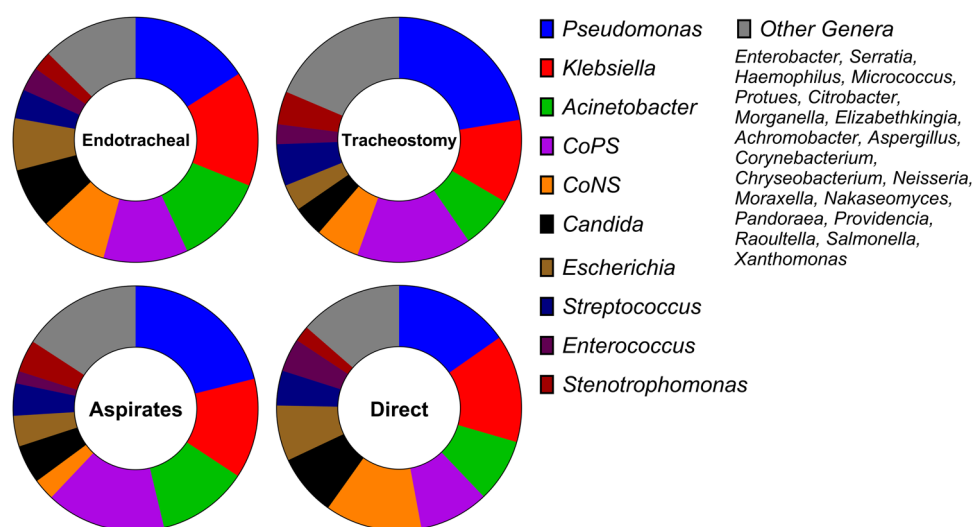 Endotracheal
Tracheostomy
Aspirates
Direct
Pseudomonas
Klebsiella
Acinetobacter
CoPS
CoNS
Candida
Escherichia
Streptococcus
Enterococcus
Stenotrophomonas
Other Genera
Enterobacter, Serratia,
Haemophilus, Micrococcus,
Protues, Citrobacter,
Morganella, Elizabethkingia,
Achromobacter, Aspergillus,
Corynebacterium,
Chryseobacterium, Neisseria,
Moraxella, Nakaseomyces,
Pandoraea, Providencia,
Raoultella, Salmonella,
Xanthomonas